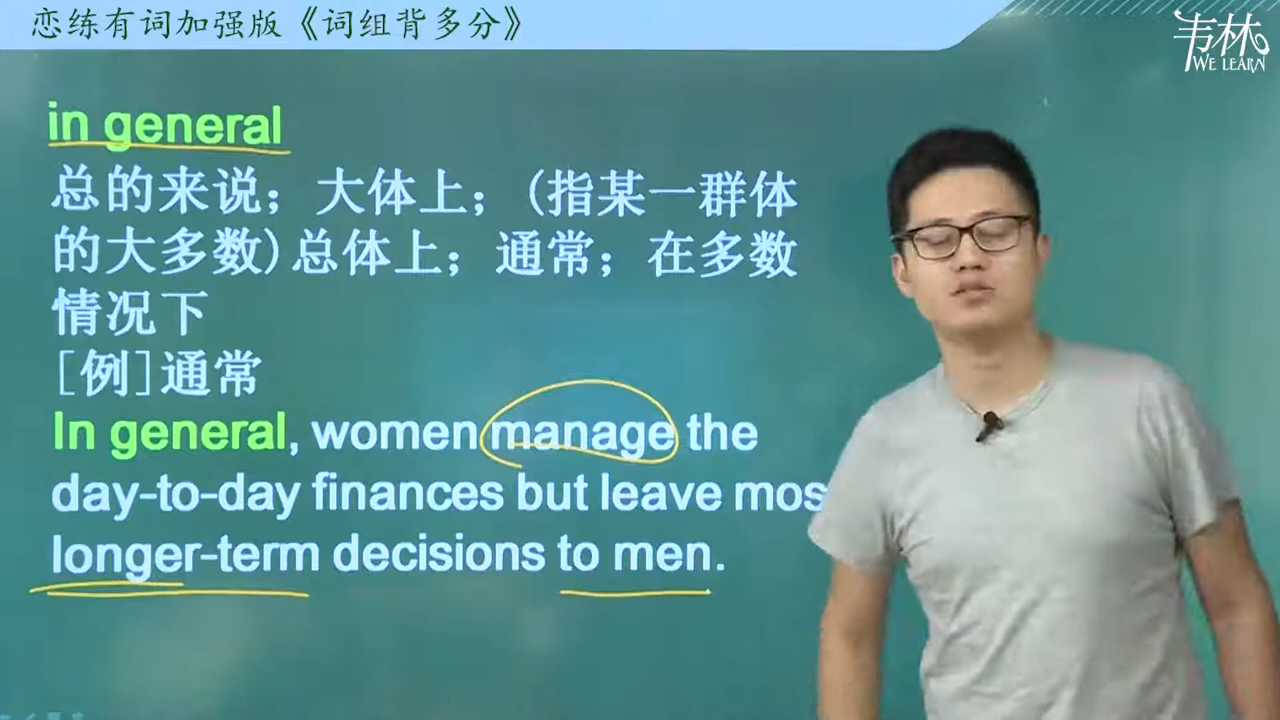 恋练有词加强版《词组背多分》
韦林
WE LEARN
in general
总的来说；大体上；(指某一群体
的大多数)总体上；通常；在多数
情况下
[例]通常
In general, women manage the
day-to-day finances but leave mos
longer-term decisions to men.